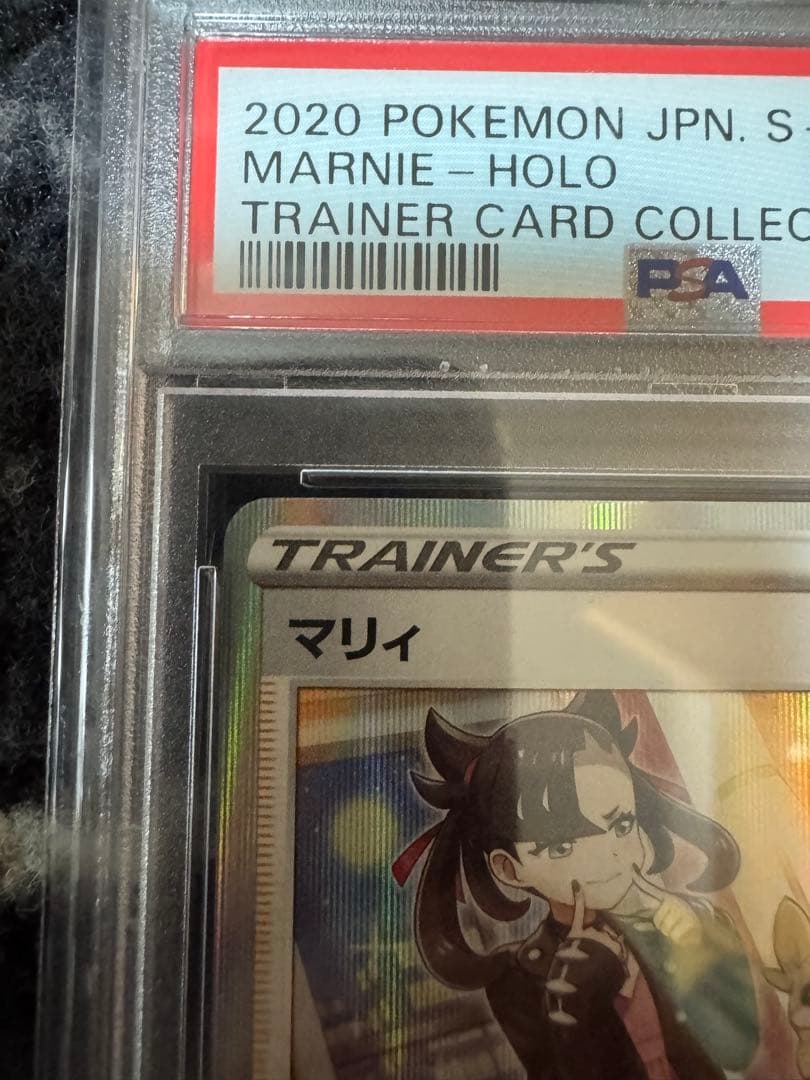 2020 POKEMON JPN. S
MARNIE – HOLO
TRAINER CARD COLLEC
PSA
TRAINER'S
マリィ